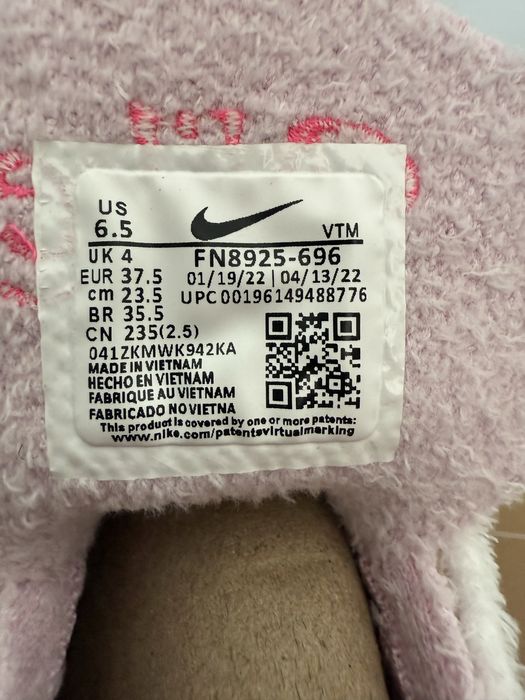 US
6.5
VTM
UK 4
FN8925-696
EUR 37.5
01/19/22 | 04/13/22
cm 23.5
UPC00196149488776
BR 35.5
CN 235(2.5)
041ZKMWK942KA
MADE IN VIETNAM
HECHO EN VIETNAM
FABRIQUE AU VIETNAM
FABRICADO NO VIETNA
This product is covered by one or more patents:
www.nike.com/patentsvirtualmarking